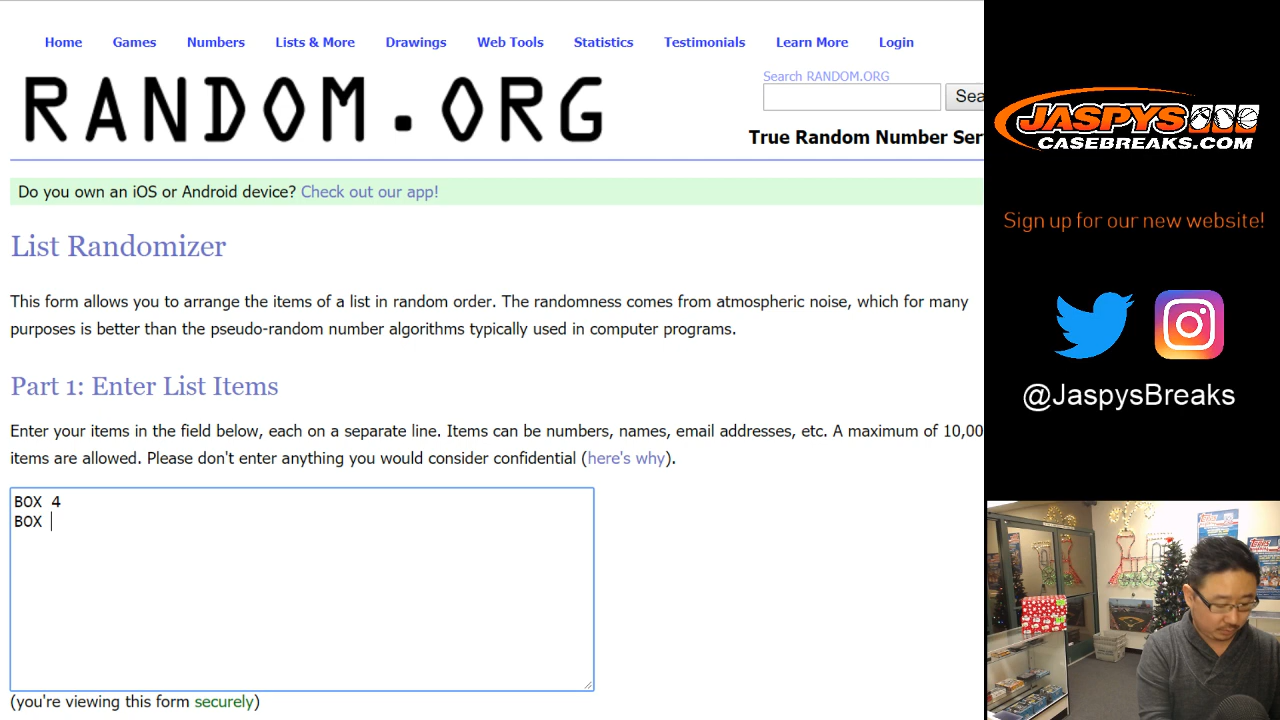 Home Games Numbers Lists & More Drawings Web Tools Statistics Testimonials Learn More Login
RANDOM.ORG
Search RANDOM.ORG
Sea
True Random Number Ser
Do you own an iOS or Android device? Check out our app!
List Randomizer
This form allows you to arrange the items of a list in random order. The randomness comes from atmospheric noise, which for many
purposes is better than the pseudo-random number algorithms typically used in computer programs.
Part 1: Enter List Items
Enter your items in the field below, each on a separate line. Items can be numbers, names, email addresses, etc. A maximum of 10,00
items are allowed. Please don't enter anything you would consider confidential (here's why).
BOX 4
BOX
(you're viewing this form securely)
JASPYS
CASEBREAKS.COM
Sign up for our new website!
@JaspysBreaks